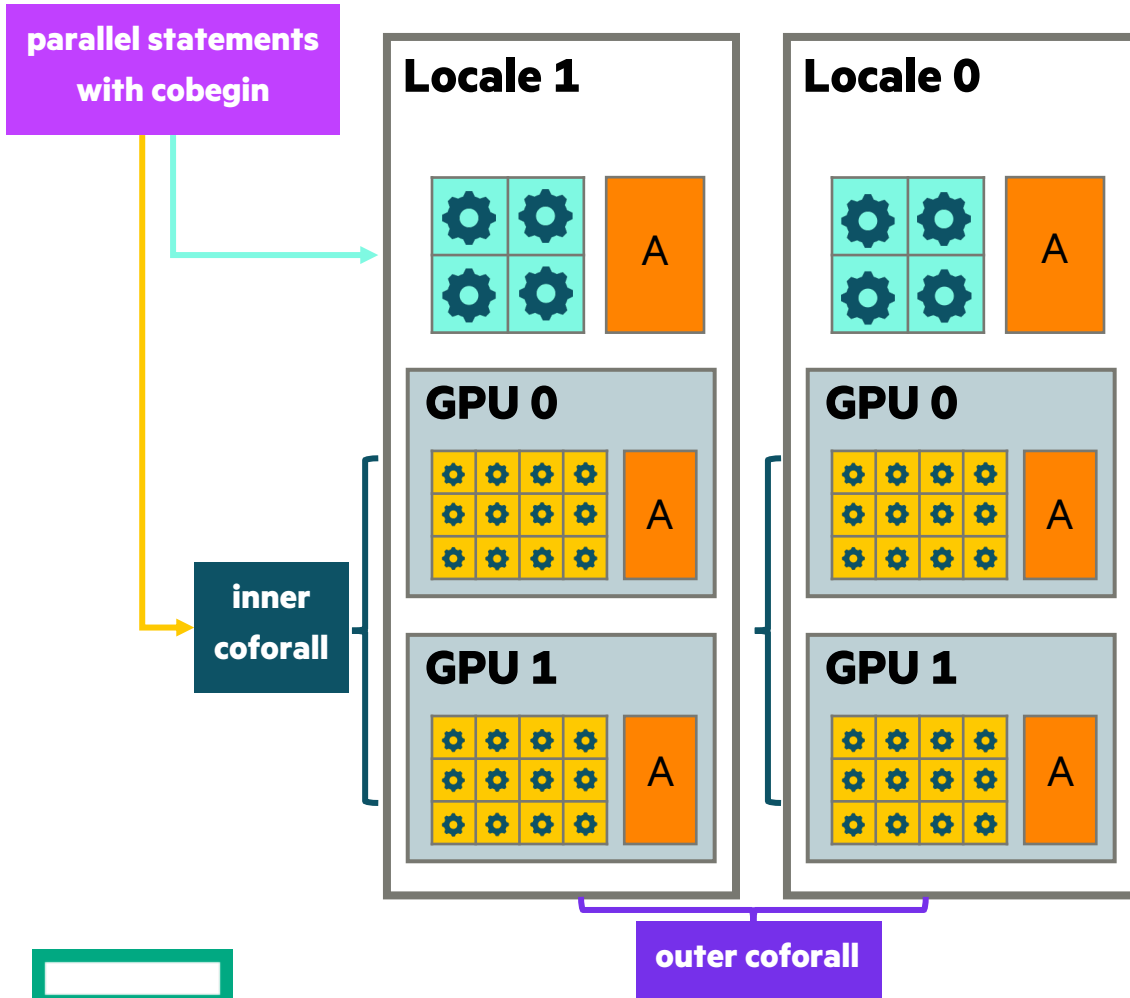 parallel statements
with cobegin
Locale 1
A
GPU 0
A
GPU 1
A
Locale 0
A
GPU 0
A
GPU 1
A
inner
coforall
outer coforall